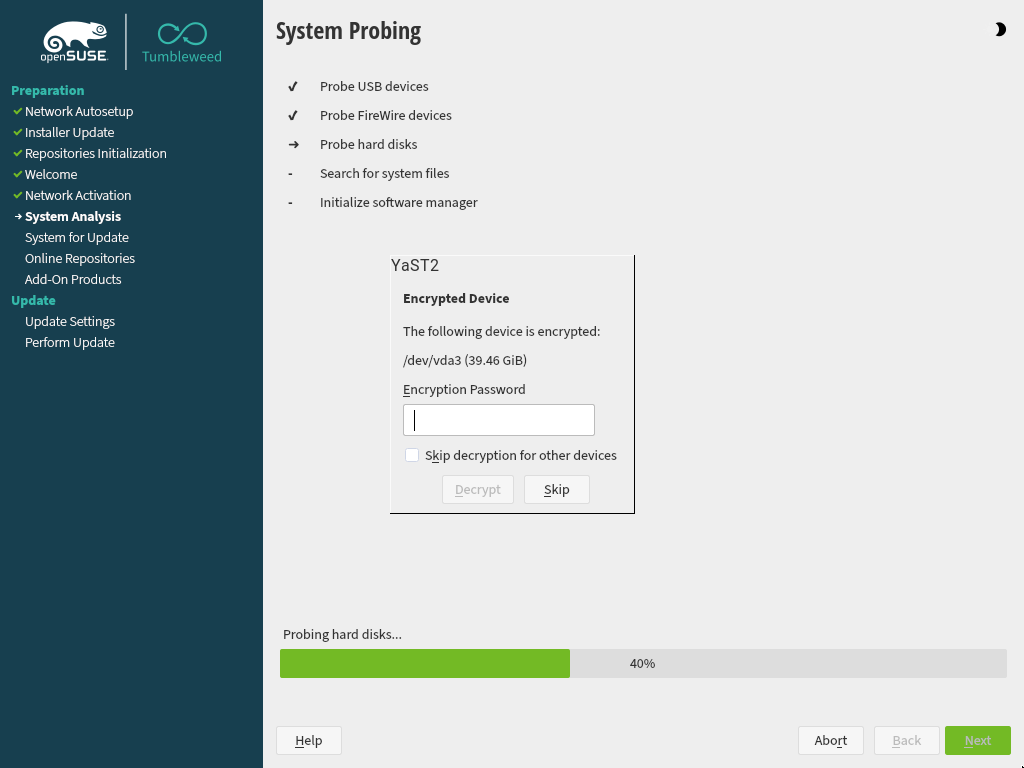 openSUSE
Tumbleweed
Preparation
Network Autosetup
Installer Update
Repositories Initialization
Welcome
Network Activation
System Analysis
System for Update
Online Repositories
Add-On Products
Update
Update Settings
Perform Update
System Probing
Probe USB devices
Probe FireWire devices
Probe hard disks
- Search for system files
- Initialize software manager
YaST2
Encrypted Device
The following device is encrypted:
/dev/vda3 (39.46 GiB)
Encryption Password
Skip decryption for other devices
Decrypt Skip
Probing hard disks...
40%
Help Abort Back Next